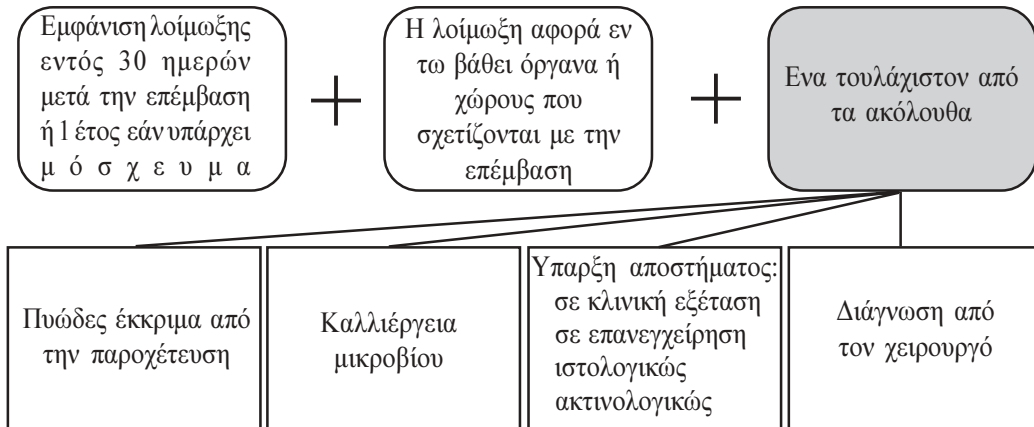 Εμφάνιση λοίμωξης
εντός 30 ημερών
μετά την επέμβαση
ή 1 έτος εάν υπάρχει
μ ό σ χ ε υ μ α
+
Η λοίμωξη αφορά εν
τω βάθει όργανα ή
χώρους που
σχετίζονται με την
επέμβαση
+
Ενα τουλάχιστον από
τα ακόλουθα
Πυώδες έκκριμα από
την παροχέτευση
Καλλιέργεια
μικροβίου
Υπαρξη αποστήματος:
σε κλινική εξέταση
σε επανεγχείρηση
ιστολογικώς
ακτινολογικώς
Διάγνωση από
τον χειρουργό